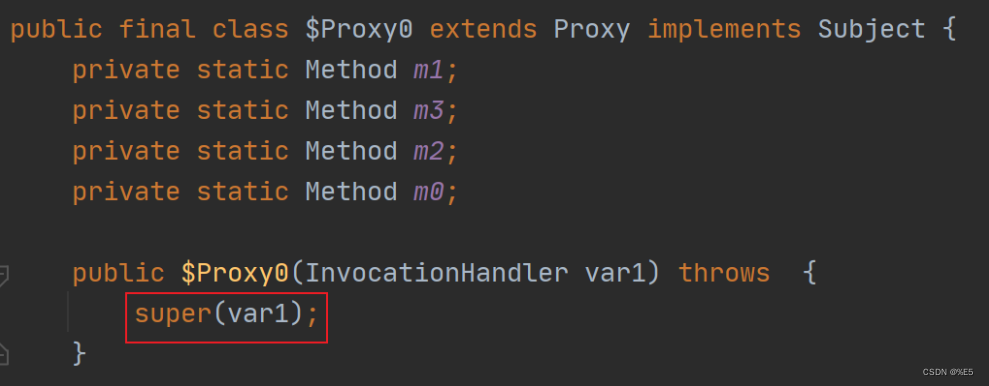 public final class $Proxy0 extends Proxy implements Subject {
    private static Method m1;
    private static Method m3;
    private static Method m2;
    private static Method m0;
    public $Proxy0(InvocationHandler var1) throws  {
        super(var1);
    }
CSDN @%E5